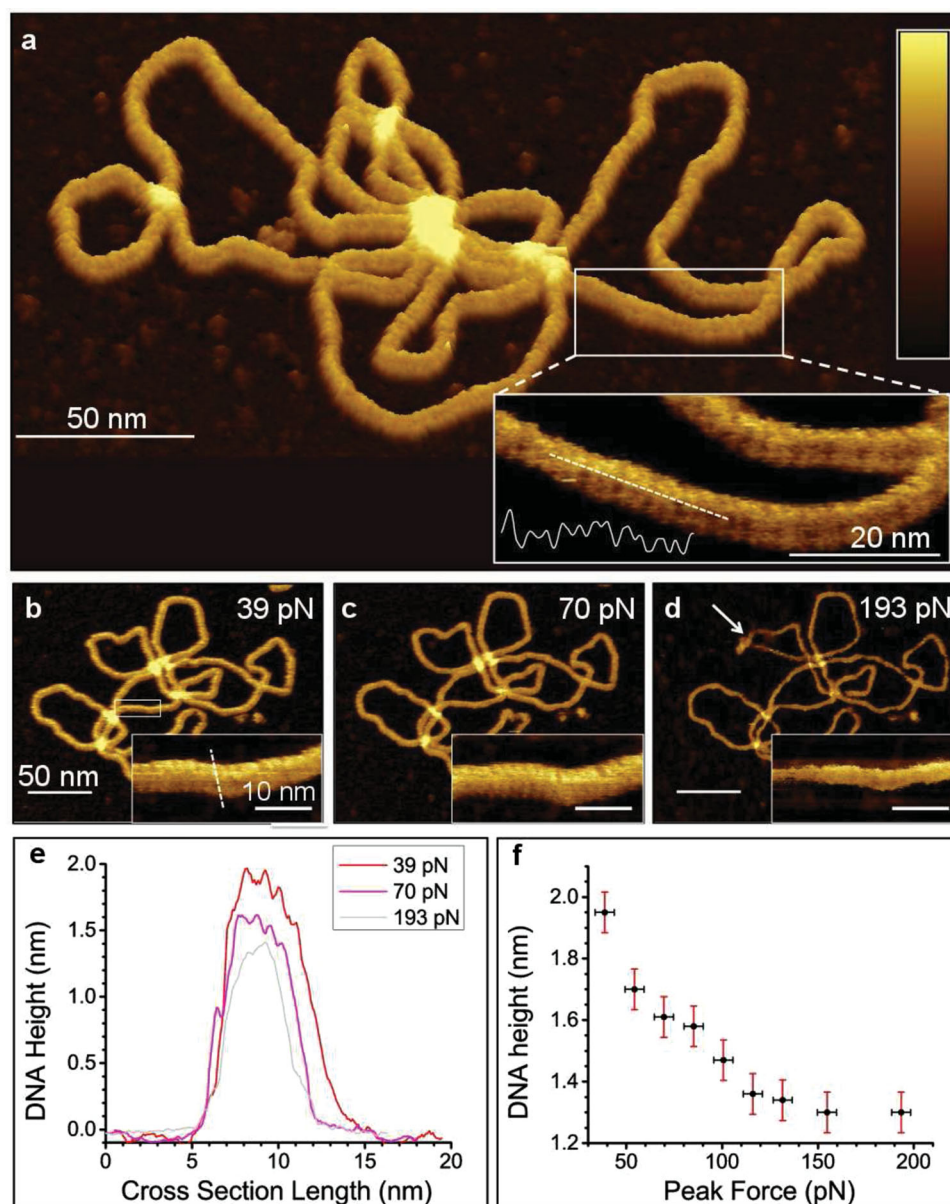 a
50 nm
20 nm
b
39 pN
50 nm
10 nm
c
70 pN
d
193 pN
e
2.0
1.5
1.0
0.5
0.0
DNA Height (nm)
39 pN
70 pN
193 pN
0 5 10 15 20
Cross Section Length (nm)
f
2.0
1.8
1.6
1.4
1.2
DNA height (nm)
50 100 150 200
Peak Force (pN)